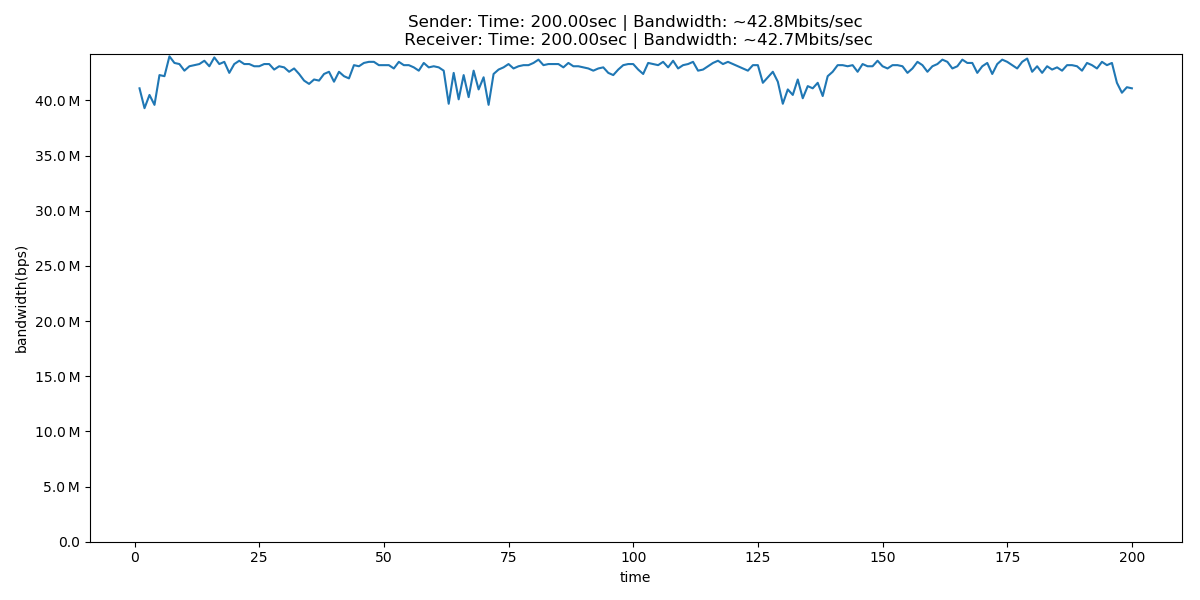 Sender: Time: 200.00sec | Bandwidth: ~42.8Mbits/sec
Receiver: Time: 200.00sec | Bandwidth: ~42.7Mbits/sec
40.0 M
35.0 M
30.0 M
25.0 M
20.0 M
15.0 M
10.0 M
5.0 M
0.0
bandwidth(bps)
0 25 50 75 100 125 150 175 200
time